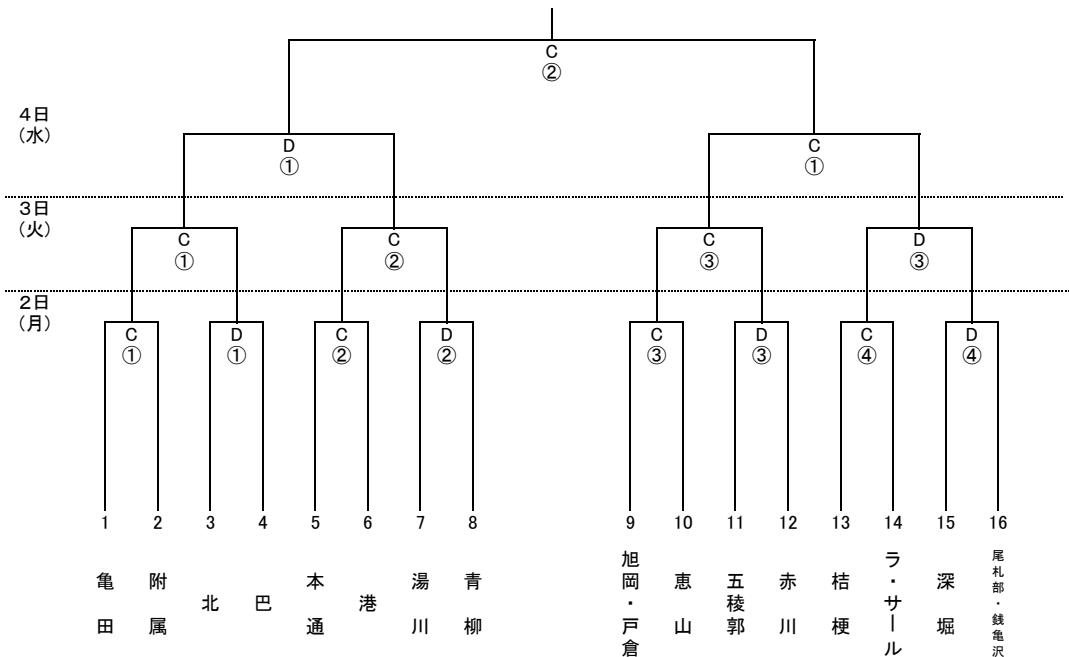 C
②
4日
(水)
D
①
C
①
3日
(火)
C
①
C
②
C
③
D
③
2日
(月)
C
①
D
①
C
②
D
②
C
③
D
③
C
④
D
④
1 2 3 4 5 6 7 8 9 10 11 12 13 14 15 16
亀田
附属
北
巴
本通
港
湯川
青柳
旭岡・戸倉
恵山
五稜郭
赤川
桔梗
ラ・サール
深堀
尾札部・銭亀沢